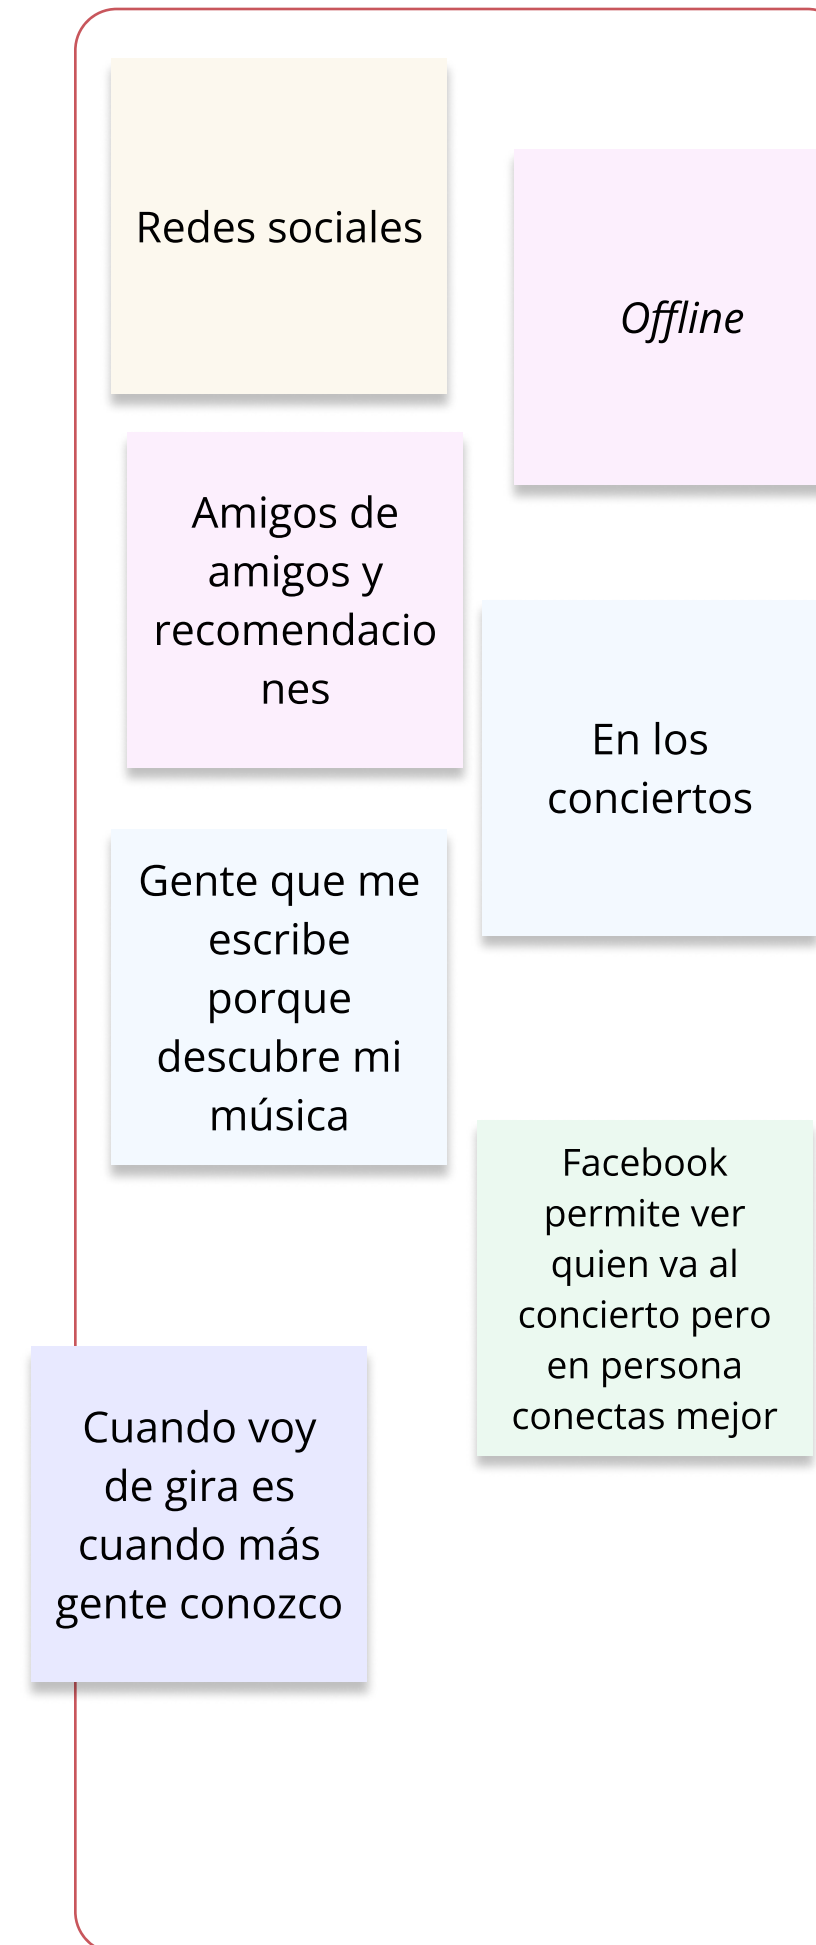 Redes sociales
Offline
Amigos de
amigos y
recomendacio
nes
En los
conciertos
Gente que me
escribe
porque
descubre mi
música
Facebook
permite ver
quien va al
concierto pero
en persona
conectas mejor
Cuando voy
de gira es
cuando más
gente conozco